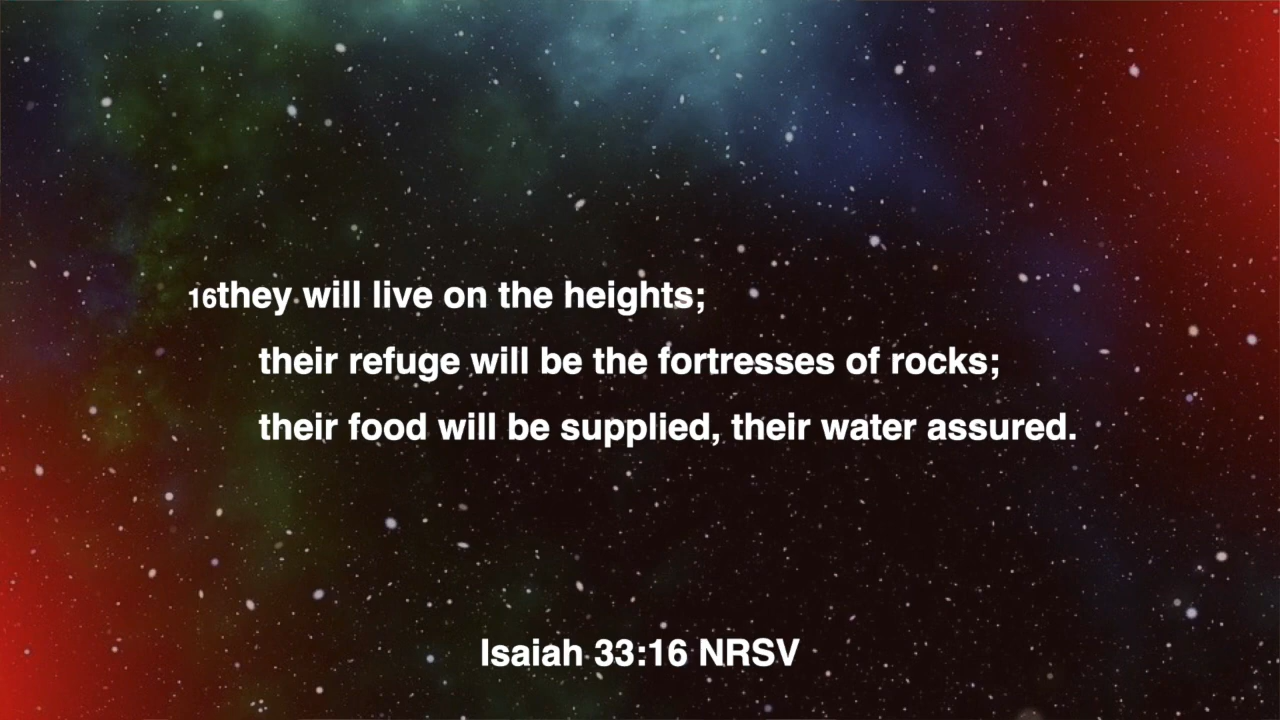 16they will live on the heights;
their refuge will be the fortresses of rocks;
their food will be supplied, their water assured.
Isaiah 33:16 NRSV